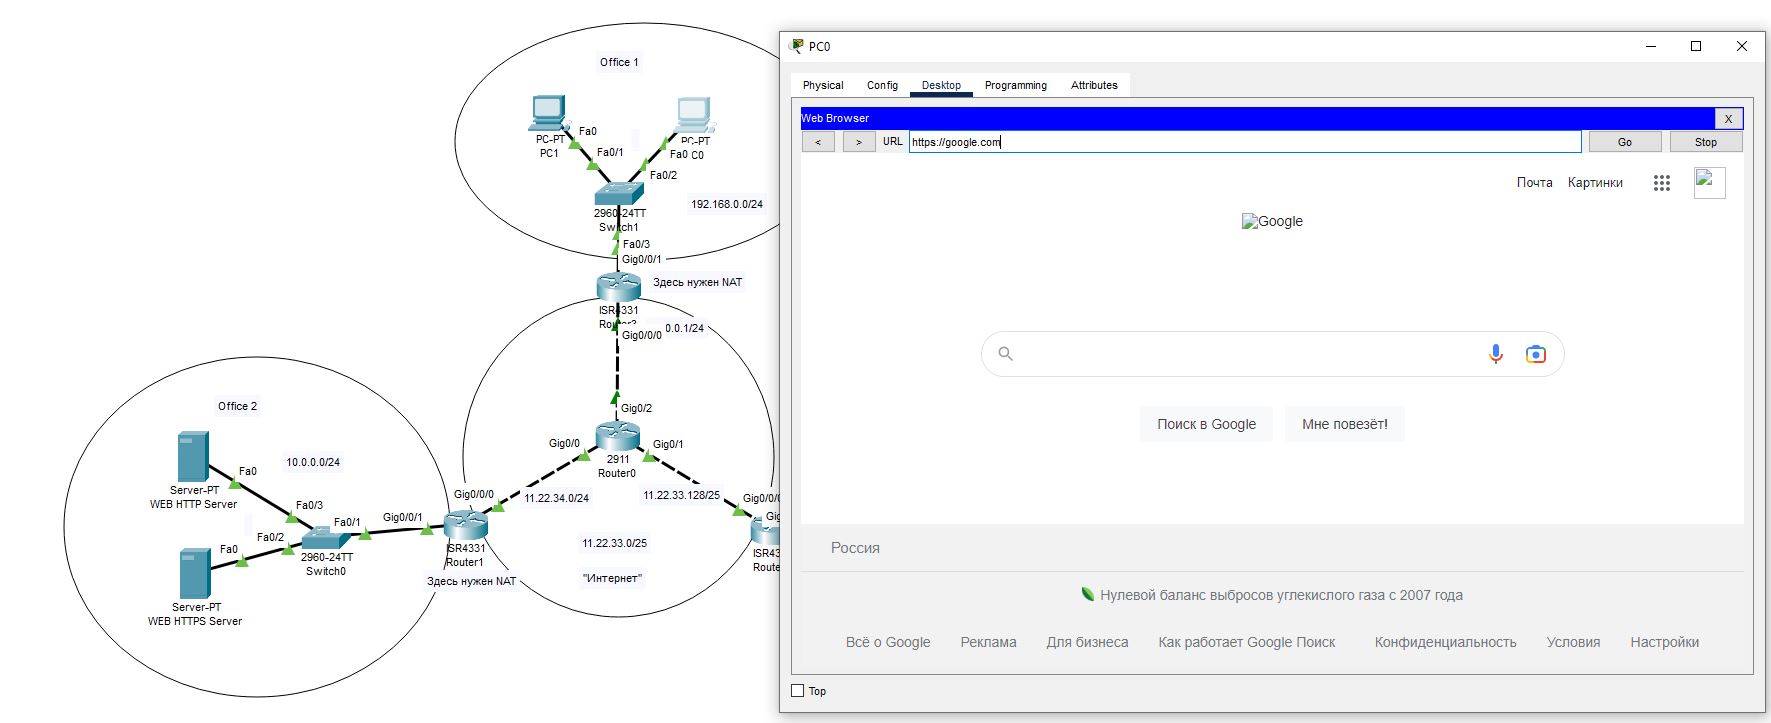 Office 1
PC-PT
PC1
Fa0
Fa0/1
PC-PT
C0
Fa0
Fa0/2
2960-24TT
Switch1
192.168.0.0/24
Fa0/3
Gig0/0/1
Здесь нужен NAT
ISR4331
Gig0/0/0
0.0.1/24
Gig0/2
Gig0/0
Gig0/1
2911
Router0
11.22.34.0/24
11.22.33.128/25
11.22.33.0/25
"Интернет"
Office 2
10.0.0.0/24
Fa0
Server-PT
WEB HTTP Server
Fa0/3
Fa0/1
Gig0/0/1
Gig0/0/0
Fa0
Fa0/2
2960-24TT
Switch0
ISR4331
Router1
Здесь нужен NAT
Server-PT
WEB HTTPS Server
Gig0/0/
Gig
ISR43
Route
PC0
Physical Config Desktop Programming Attributes
Web Browser X
< > URL https://google.com Go Stop
Почта Картинки
Google
Поиск в Google Мне повезёт!
Россия
Нулевой баланс выбросов углекислого газа с 2007 года
Всё о Google Реклама Для бизнеса Как работает Google Поиск Конфиденциальность Условия Настройки
Top